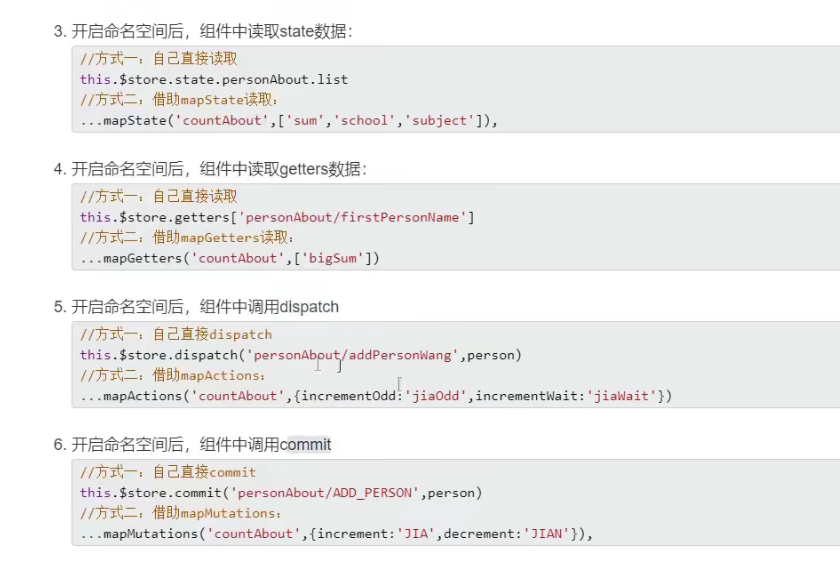 3. 开启命名空间后，组件中读取state数据：
//方式一：自己直接读取
this.$store.state.personAbout.list
//方式二：借助mapState读取：
...mapState('countAbout',['sum','school','subject']),
4. 开启命名空间后，组件中读取getters数据：
//方式一：自己直接读取
this.$store.getters['personAbout/firstPersonName']
//方式二：借助mapGetters读取：
...mapGetters('countAbout',['bigSum'])
5. 开启命名空间后，组件中调用dispatch
//方式一：自己直接dispatch
this.$store.dispatch('personAbout/addPersonWang',person)
//方式二：借助mapActions：
...mapActions('countAbout',{incrementOdd:'jiaOdd',incrementWait:'jiaWait'})
6. 开启命名空间后，组件中调用commit
//方式一：自己直接commit
this.$store.commit('personAbout/ADD_PERSON',person)
//方式二：借助mapMutations：
...mapMutations('countAbout',{increment:'JIA',decrement:'JIAN'}),